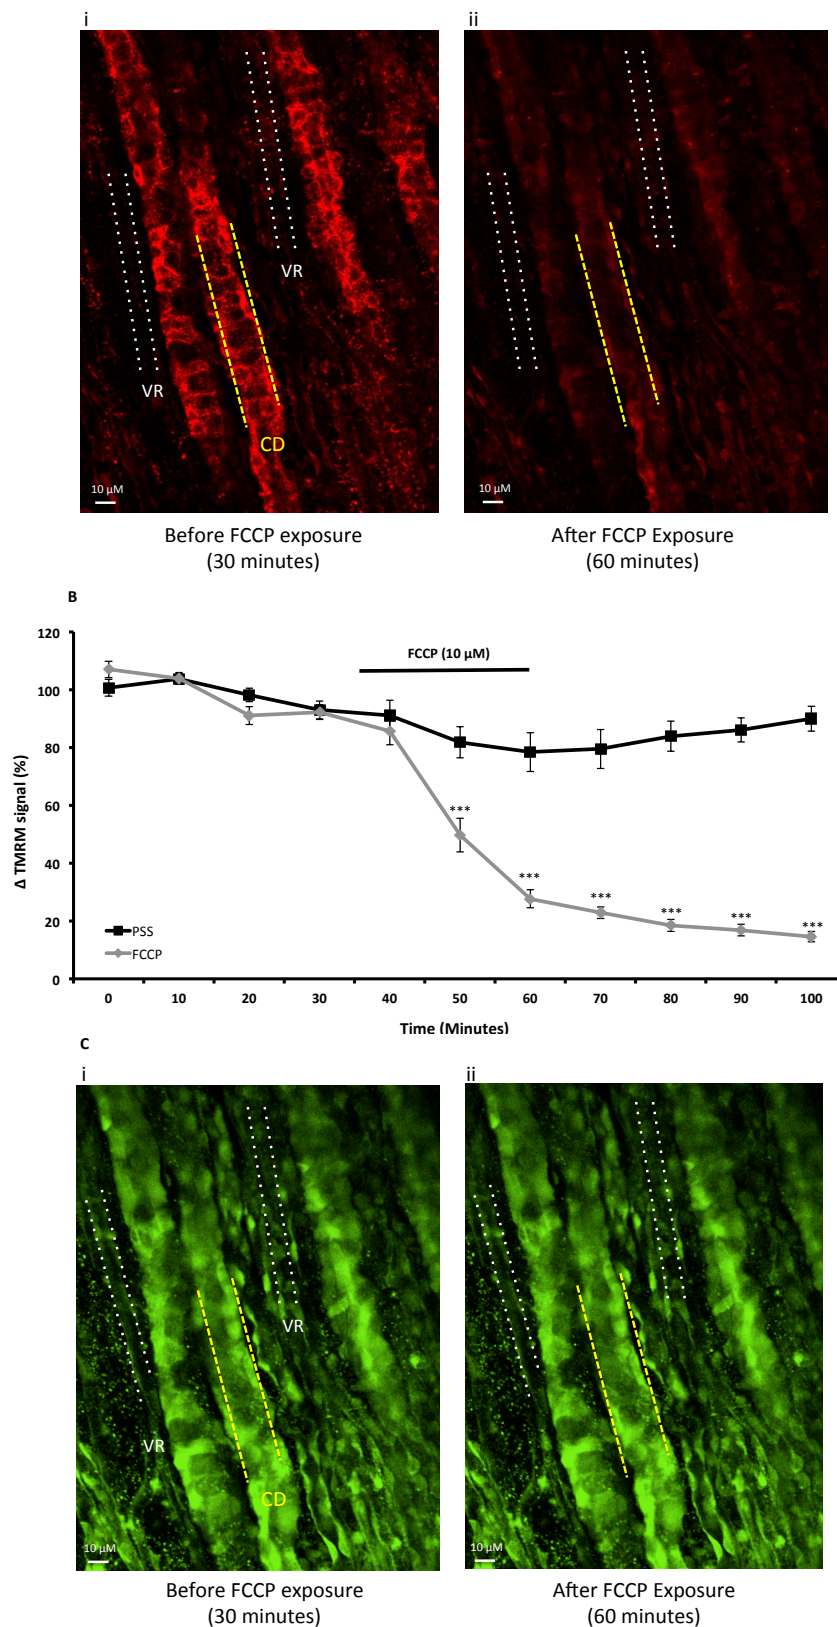 i
ii
VR
VR
CD
10 µM
10 µM
Before FCCP exposure
(30 minutes)
After FCCP Exposure
(60 minutes)
B
120
100
80
60
40
20
0
Δ TMRM signal (%)
FCCP (10 µM)
***
***
***
***
***
***
PSS
FCCP
0 10 20 30 40 50 60 70 80 90 100
Time (Minutes)
C
i
ii
VR
VR
CD
10 µM
10 µM
Before FCCP exposure
(30 minutes)
After FCCP Exposure
(60 minutes)